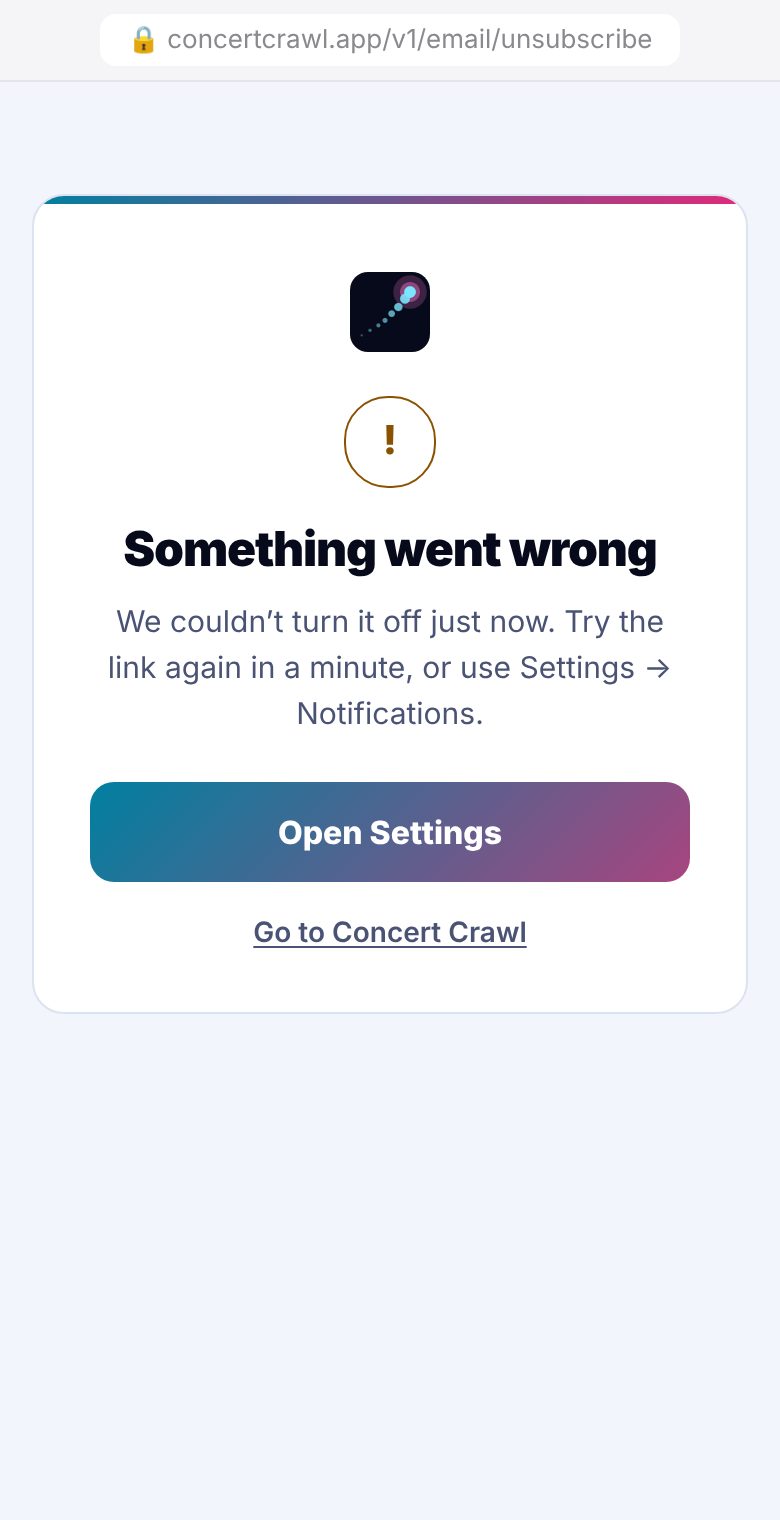 concertcrawl.app/v1/email/unsubscribe
!
Something went wrong
We couldn’t turn it off just now. Try the
link again in a minute, or use Settings →
Notifications.
Open Settings
Go to Concert Crawl